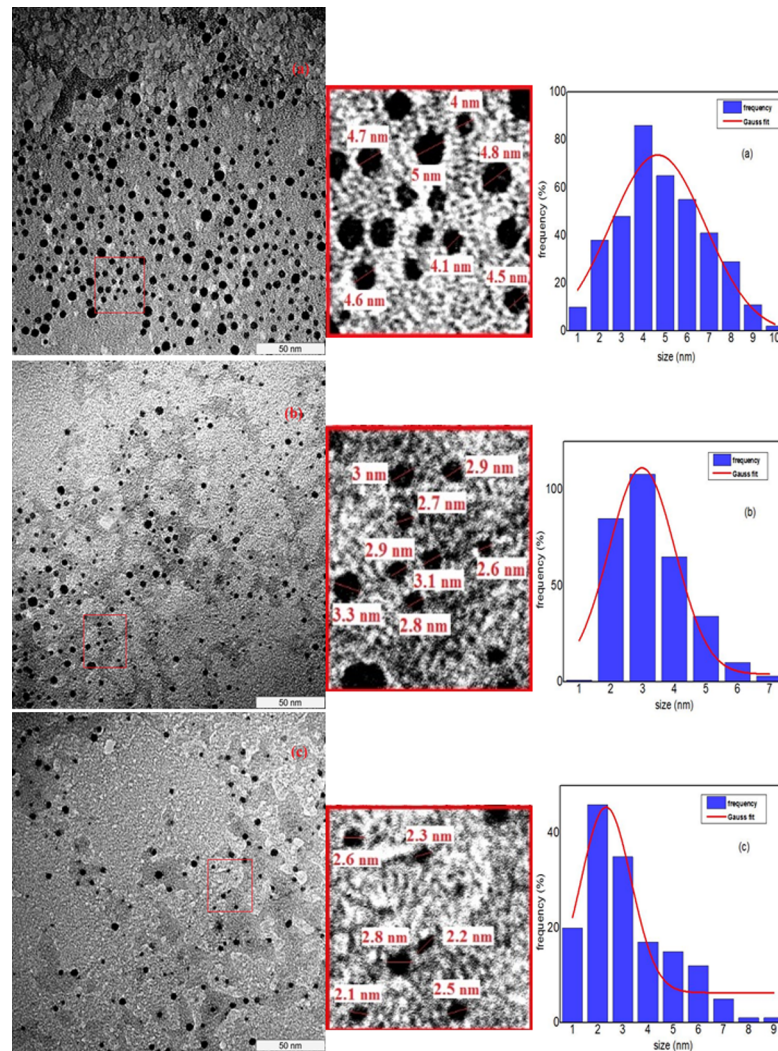 (a)
50 nm
4 nm
4.7 nm
4.8 nm
5 nm
4.1 nm
4.5 nm
4.6 nm
100
80
60
40
20
0
frequency (%)
frequency
Gauss fit
(a)
1 2 3 4 5 6 7 8 9 10
size (nm)
(b)
50 nm
3 nm
2.9 nm
2.7 nm
2.9 nm
3.1 nm
2.6 nm
3.3 nm
2.8 nm
100
50
0
frequency (%)
frequency
Gauss fit
(b)
1 2 3 4 5 6 7
size (nm)
(c)
50 nm
2.3 nm
2.6 nm
2.8 nm
2.2 nm
2.1 nm
2.5 nm
40
20
0
frequency (%)
frequency
Gauss fit
(c)
1 2 3 4 5 6 7 8 9
size (nm)